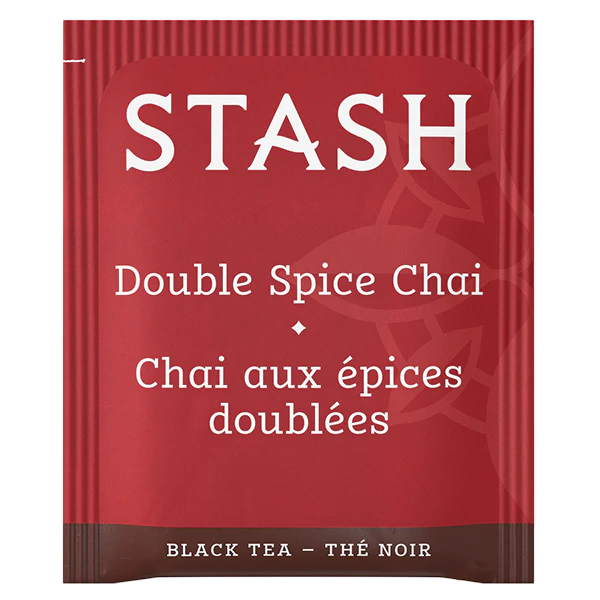 STASH
Double Spice Chai
Chai aux épices
doublées
BLACK TEA – THÉ NOIR